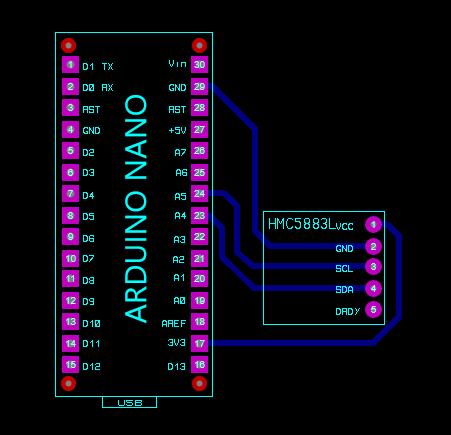 1 D1 TX Vin 30
2 D0 RX GND 29
3 RST RST 28
4 GND +5V 27
5 D2 A7 26
6 D3 A6 25
7 D4 A5 24
8 D5 A4 23
9 D6 A3 22
10 D7 A2 21
11 D8 A1 20
12 D9 A0 19
13 D10 AREF 18
14 D11 3V3 17
15 D12 D13 16
ARDUINO NANO
USB
HMC5883L
VCC 1
GND 2
SCL 3
SDA 4
DRDY 5